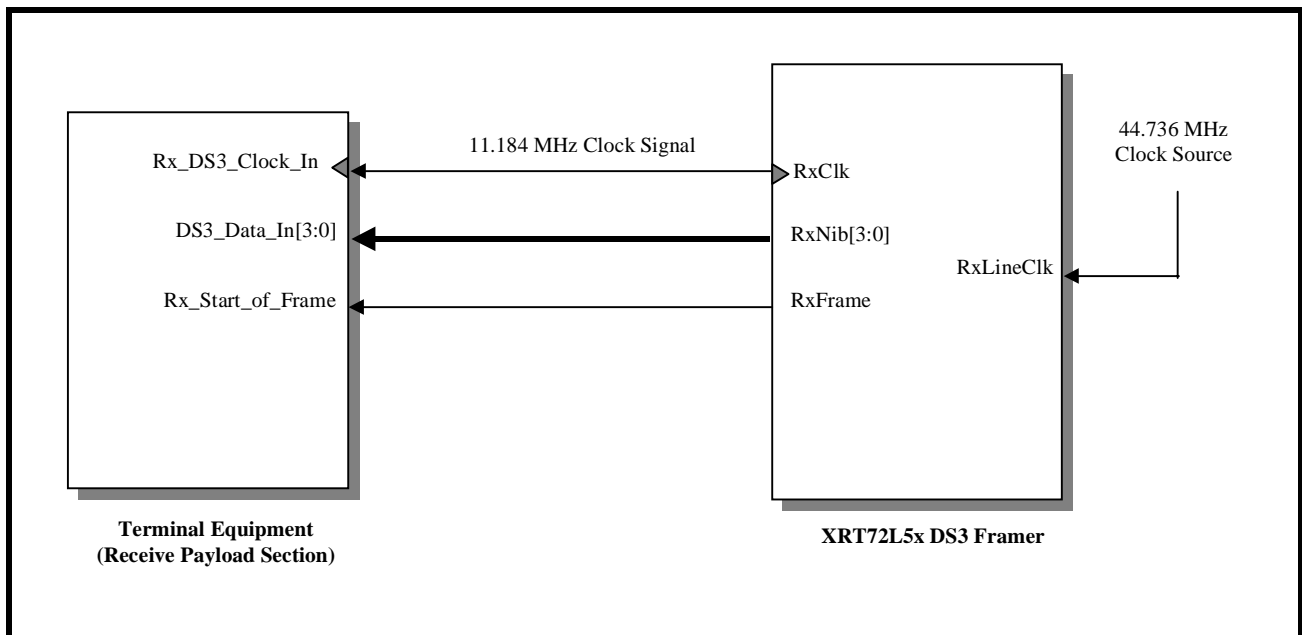 Rx_DS3_Clock_In
DS3_Data_In[3:0]
Rx_Start_of_Frame
Terminal Equipment
(Receive Payload Section)
11.184 MHz Clock Signal
RxClk
RxNib[3:0]
RxFrame
RxLineClk
XRT72L5x DS3 Framer
44.736 MHz
Clock Source